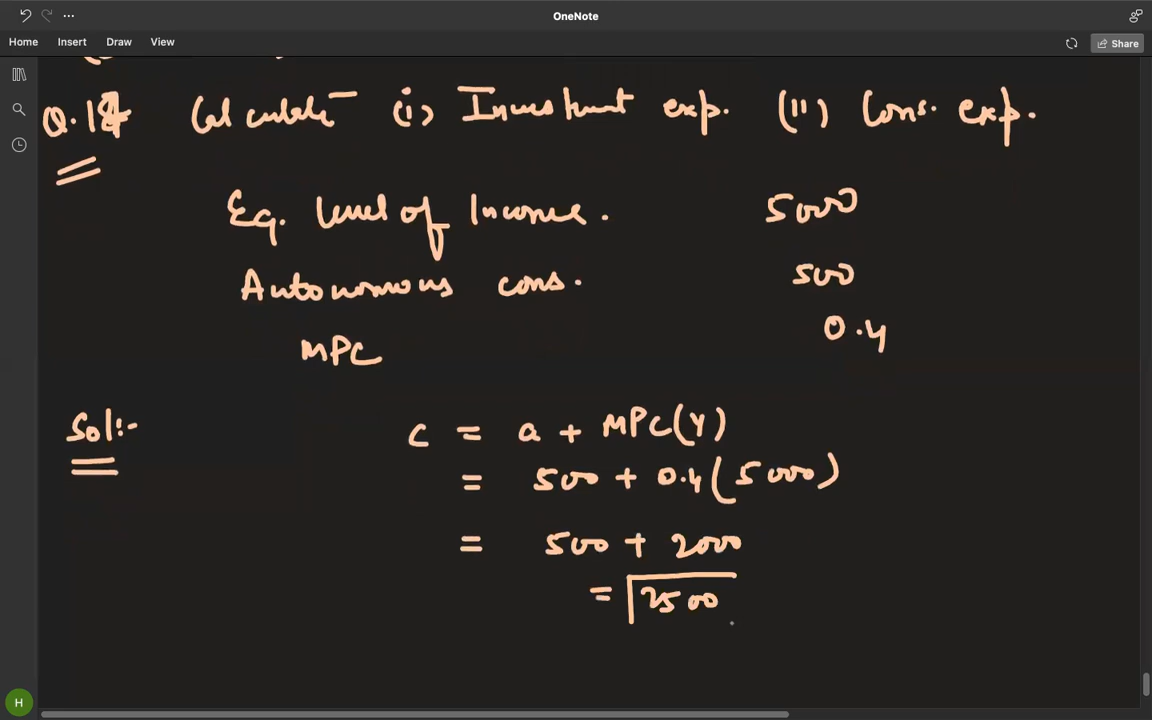 OneNote
Home Insert Draw View Share
Q.18 Calculate (i) Investment exp. (ii) Cons. exp.
Eq. level of Income. 5000
Autonomous cons. 500
MPC 0.4
Sol:-
C = a + MPC(Y)
= 500 + 0.4(5000)
= 500 + 2000
= 2500
H